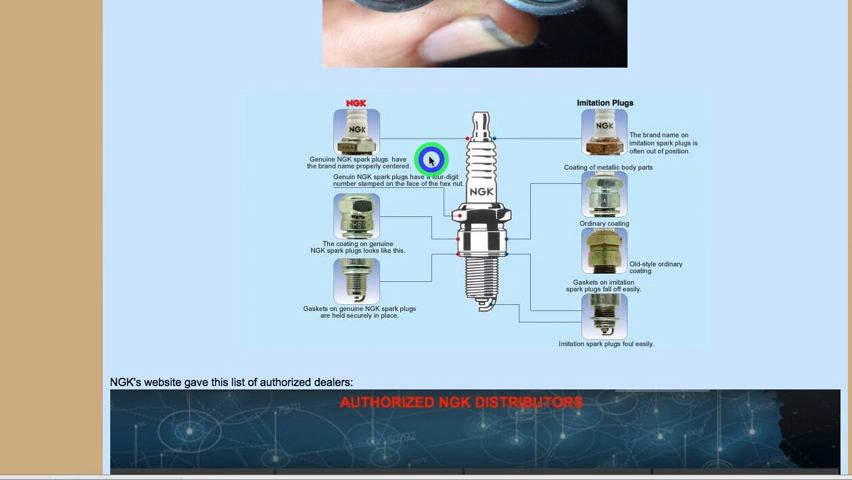 NGK
Imitation Plugs
NGK
NGK
Genuine NGK spark plugs have
the brand name properly centered.
The brand name on
imitation spark plugs is
often out of position.
Genuin NGK spark plugs have a four-digit
number stamped on the face of the hex nut.
Coating of metallic body parts
NGK
Ordinary coating
The coating on genuine
NGK spark plugs looks like this.
Old-style ordinary
coating
Gaskets on imitation
spark plugs fall off easily.
Gaskets on genuine NGK spark plugs
are held securely in place.
Imitation spark plugs foul easily.
NGK's website gave this list of authorized dealers:
AUTHORIZED NGK DISTRIBUTORS